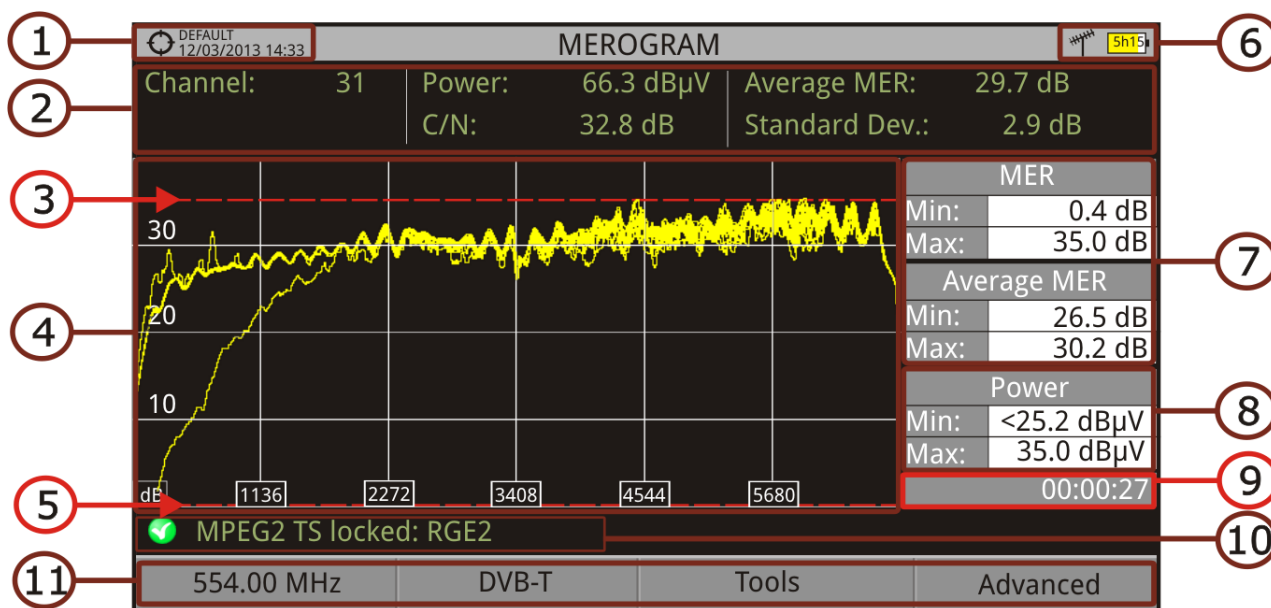 1
DEFAULT
12/03/2013 14:33
MEROGRAM
5h15
6
2
Channel: 31
Power: 66.3 dBµV
Average MER: 29.7 dB
C/N: 32.8 dB
Standard Dev.: 2.9 dB
3
4
5
30
20
10
dB
1136
2272
3408
4544
5680
MER
Min: 0.4 dB
Max: 35.0 dB
7
Average MER
Min: 26.5 dB
Max: 30.2 dB
Power
Min: <25.2 dBµV
Max: 35.0 dBµV
8
00:00:27
9
MPEG2 TS locked: RGE2
10
11
554.00 MHz
DVB-T
Tools
Advanced